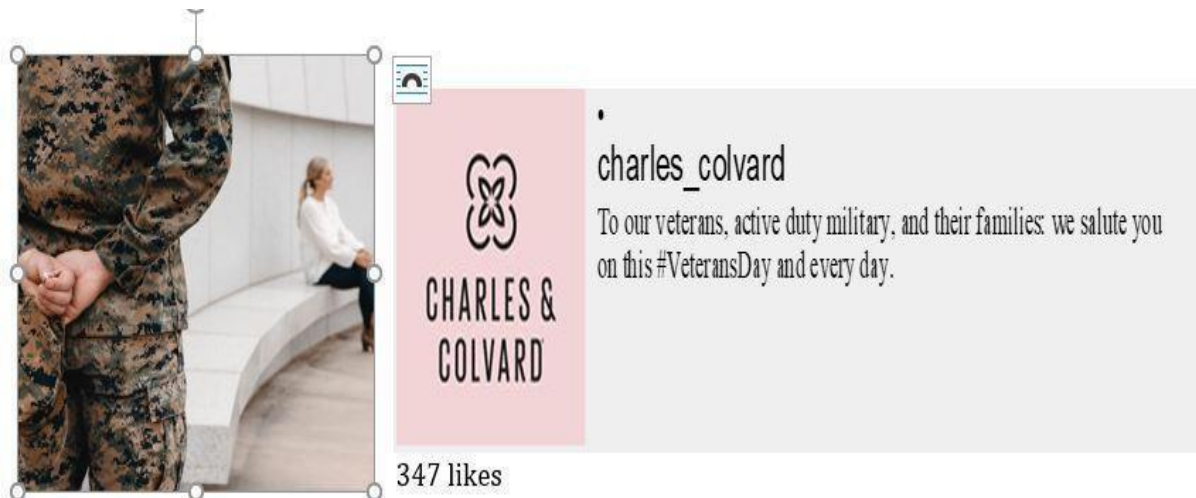 CHARLES &
COLVARD
•
charles_colvard
To our veterans, active duty military, and their families: we salute you
on this #VeteransDay and every day.
347 likes